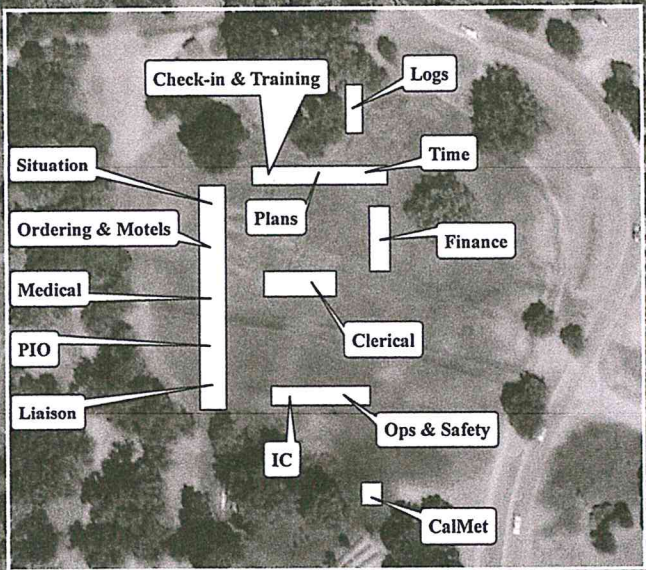 Logs
Check-in & Training
Time
Situation
Plans
Ordering & Motels
Finance
Medical
Clerical
PIO
Liaison
Ops & Safety
IC
CalMet